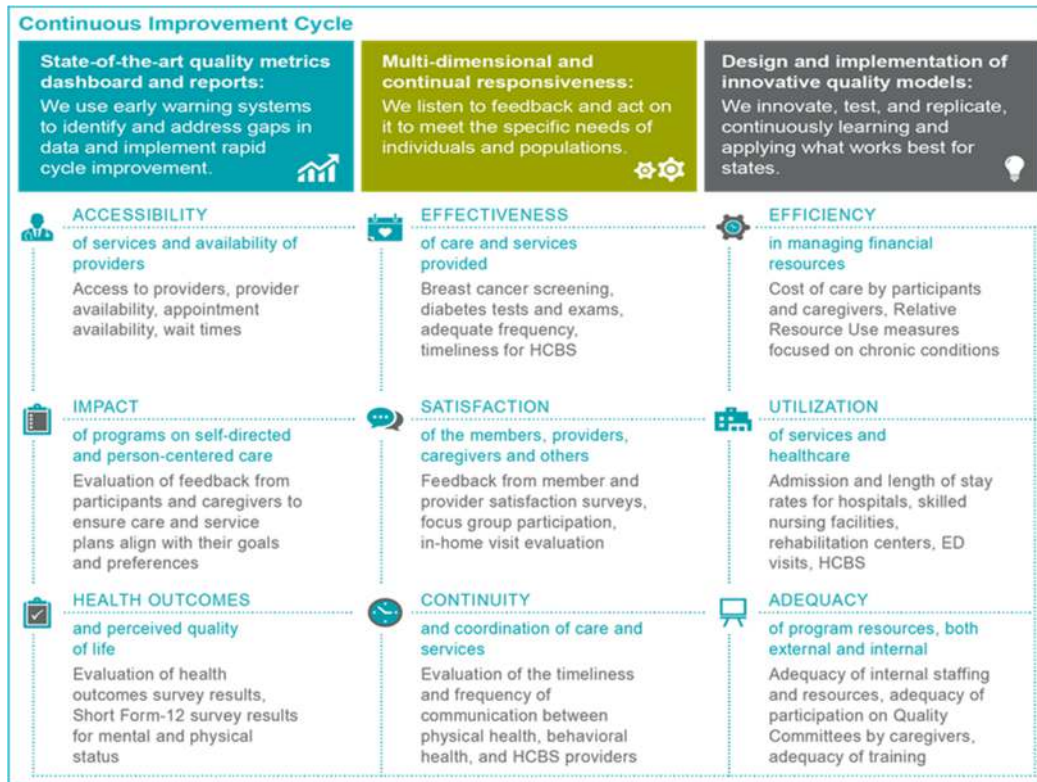 Continuous Improvement Cycle
State-of-the-art quality metrics
dashboard and reports:
We use early warning systems
to identify and address gaps in
data and implement rapid
cycle improvement.
Multi-dimensional and
continual responsiveness:
We listen to feedback and act on
it to meet the specific needs of
individuals and populations.
Design and implementation of
innovative quality models:
We innovate, test, and replicate,
continuously learning and
applying what works best for
states.
ACCESSIBILITY
of services and availability of
providers
Access to providers, provider
availability, appointment
availability, wait times
EFFECTIVENESS
of care and services
provided
Breast cancer screening,
diabetes tests and exams,
adequate frequency,
timeliness for HCBS
EFFICIENCY
in managing financial
resources
Cost of care by participants
and caregivers, Relative
Resource Use measures
focused on chronic conditions
IMPACT
of programs on self-directed
and person-centered care
Evaluation of feedback from
participants and caregivers to
ensure care and service
plans align with their goals
and preferences
SATISFACTION
of the members, providers,
caregivers and others
Feedback from member and
provider satisfaction surveys,
focus group participation,
in-home visit evaluation
UTILIZATION
of services and
healthcare
Admission and length of stay
rates for hospitals, skilled
nursing facilities,
rehabilitation centers, ED
visits, HCBS
HEALTH OUTCOMES
and perceived quality
of life
Evaluation of health
outcomes survey results,
Short Form-12 survey results
for mental and physical
status
CONTINUITY
and coordination of care and
services
Evaluation of the timeliness
and frequency of
communication between
physical health, behavioral
health, and HCBS providers
ADEQUACY
of program resources, both
external and internal
Adequacy of internal staffing
and resources, adequacy of
participation on Quality
Committees by caregivers,
adequacy of training